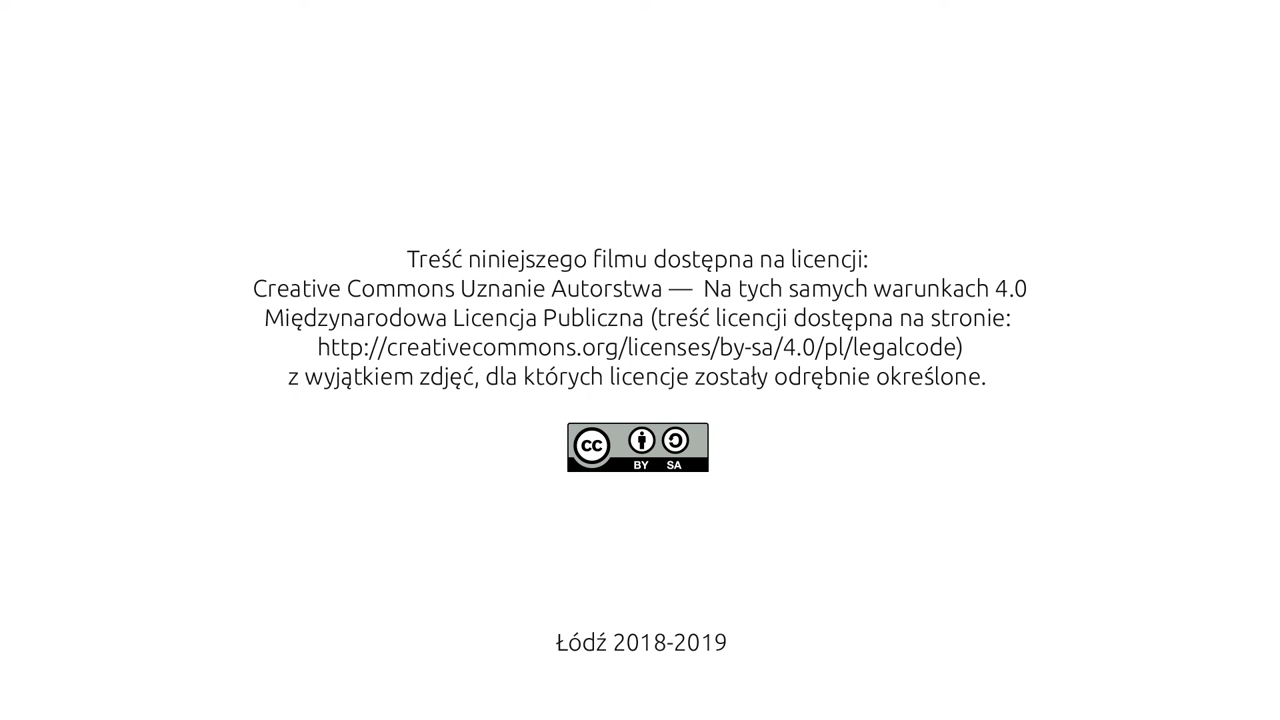 Treść niniejszego filmu dostępna na licencji:
Creative Commons Uznanie Autorstwa — Na tych samych warunkach 4.0
Międzynarodowa Licencja Publiczna (treść licencji dostępna na stronie:
http://creativecommons.org/licenses/by-sa/4.0/pl/legalcode)
z wyjątkiem zdjęć, dla których licencje zostały odrębnie określone.
cc
BY SA
Łódź 2018-2019